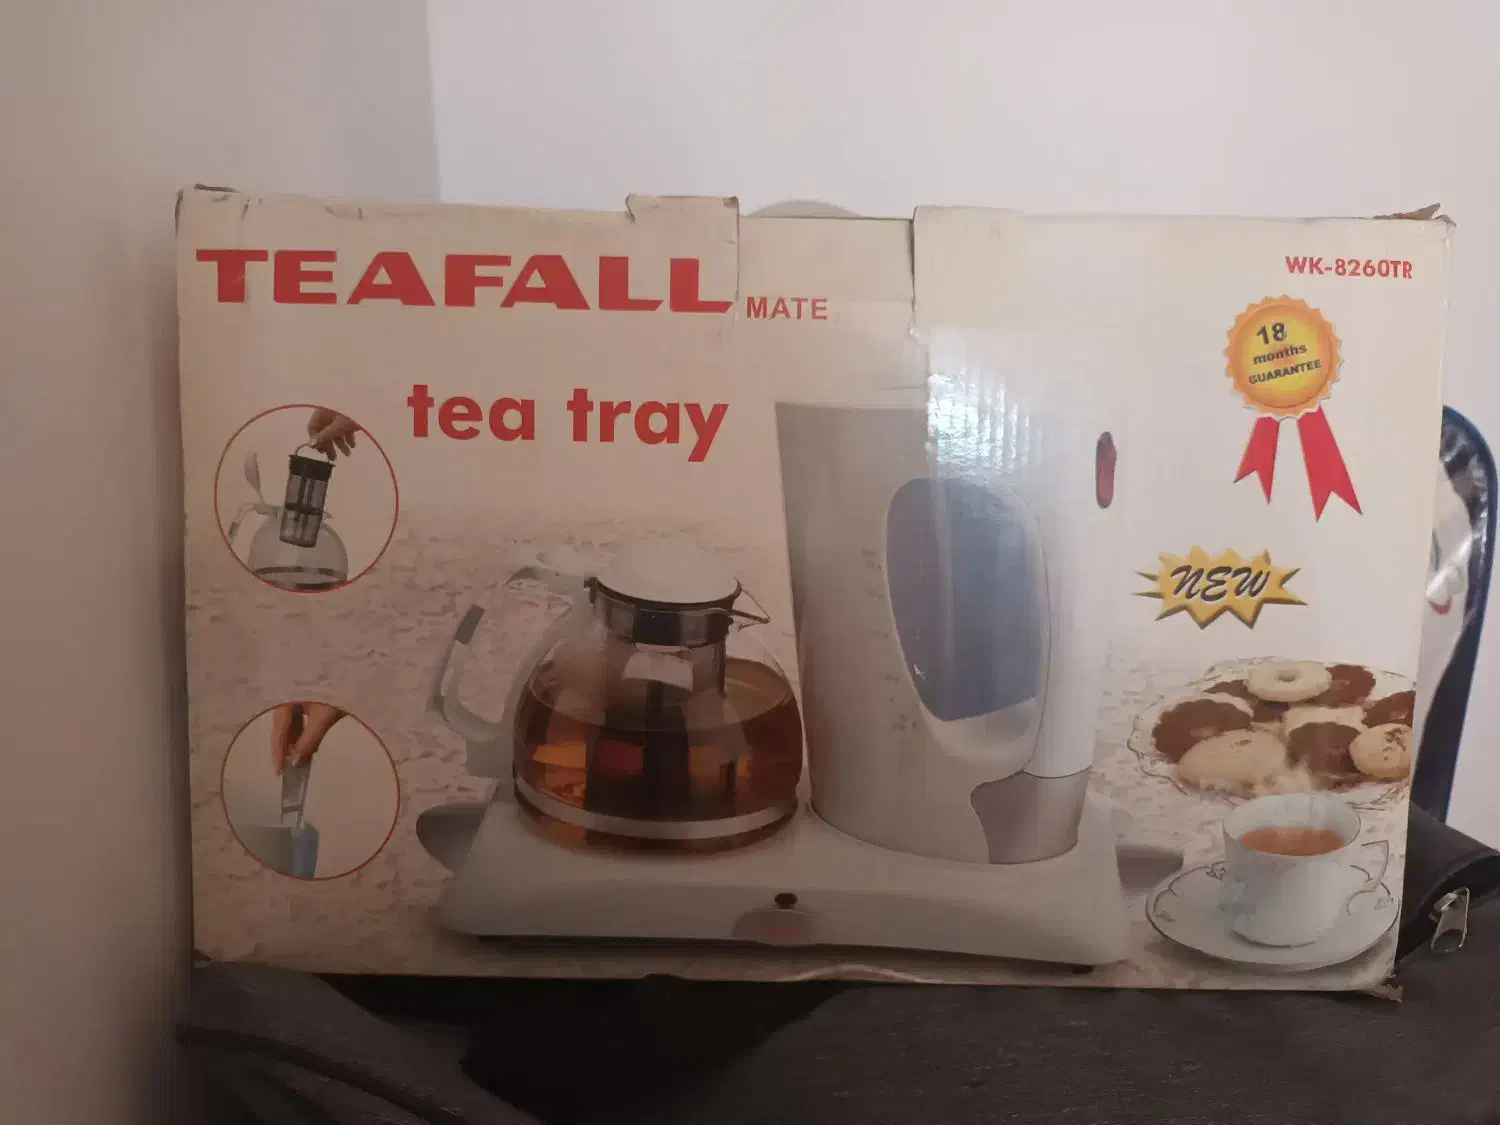 TEAFALL MATE
tea tray
WK-8260TR
18
months
GUARANTEE
NEW